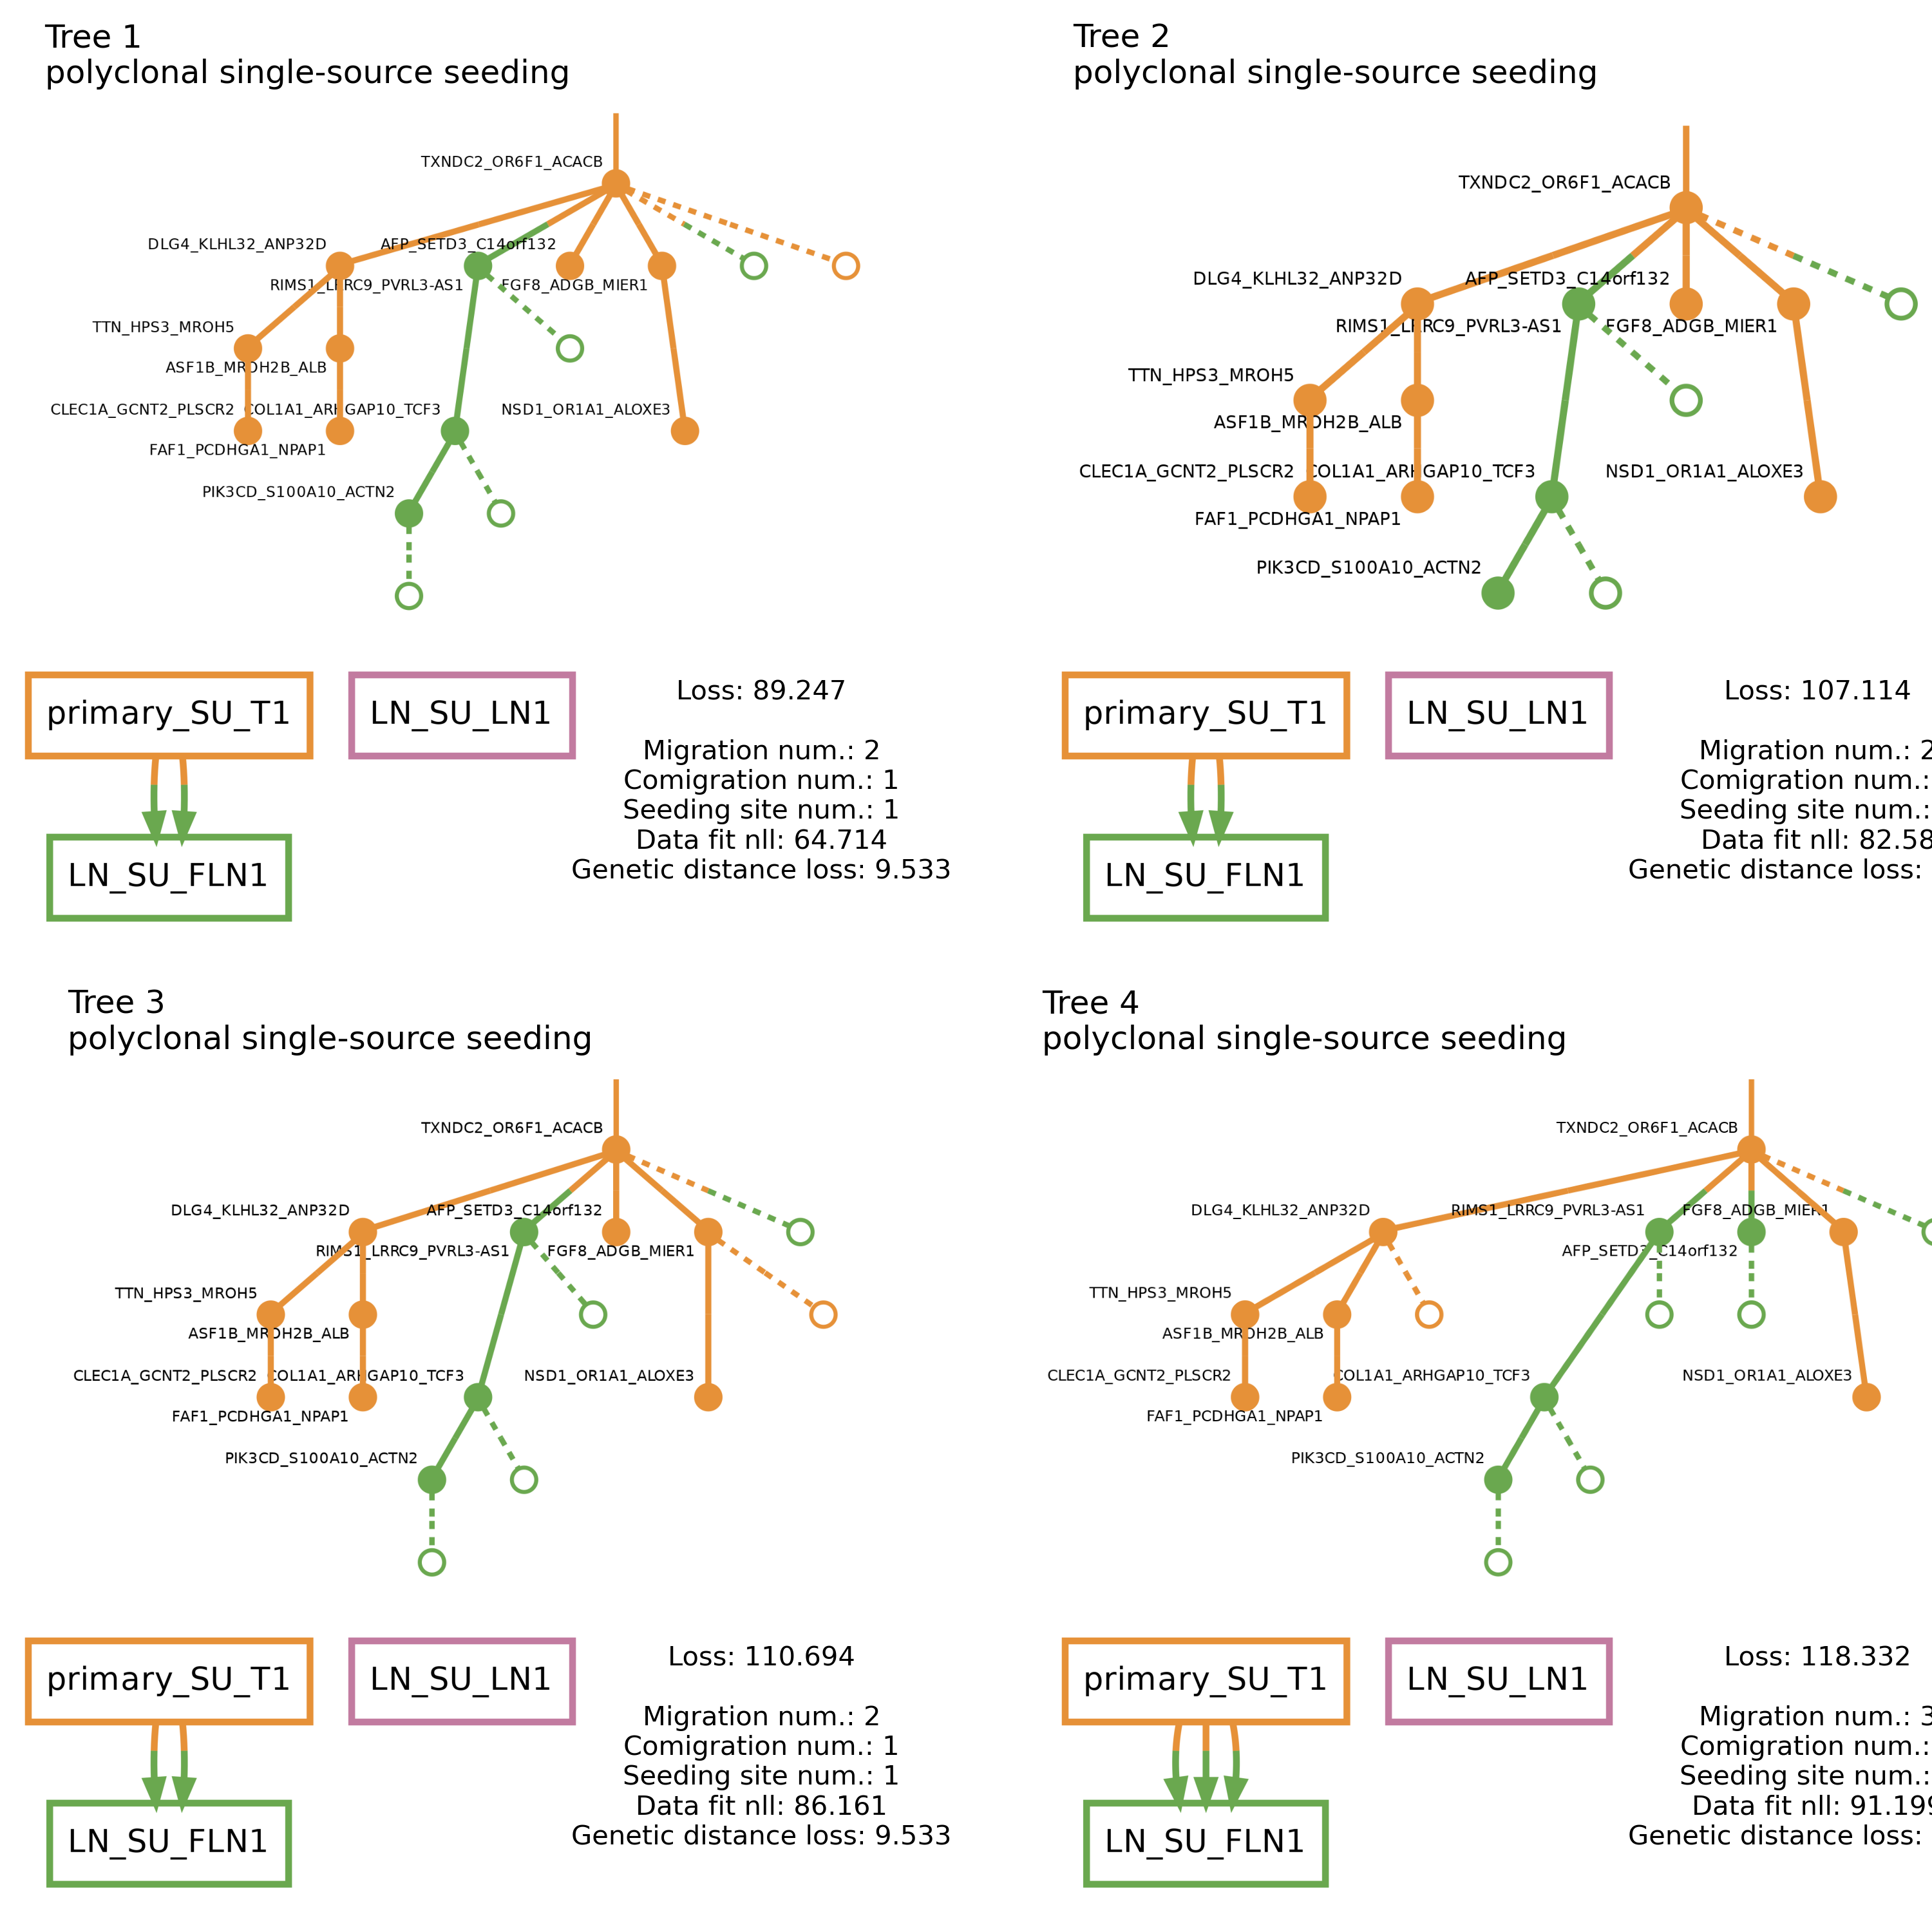 Tree 1
polyclonal single-source seeding
TXNDC2_OR6F1_ACACB
DLG4_KLHL32_ANP32D
AFP_SETD3_C14orf132
RIMS1_LRRC9_PVRL3-AS1
FGF8_ADGB_MIER1
TTN_HPS3_MROH5
ASF1B_MROH2B_ALB
CLEC1A_GCNT2_PLSCR2
COL1A1_ARHGAP10_TCF3
NSD1_OR1A1_ALOXE3
FAF1_PCDHGA1_NPAP1
PIK3CD_S100A10_ACTN2
primary_SU_T1
LN_SU_LN1
LN_SU_FLN1
Loss: 89.247
Migration num.: 2
Comigration num.: 1
Seeding site num.: 1
Data fit nll: 64.714
Genetic distance loss: 9.533
Tree 2
polyclonal single-source seeding
TXNDC2_OR6F1_ACACB
DLG4_KLHL32_ANP32D
AFP_SETD3_C14orf132
RIMS1_LRRC9_PVRL3-AS1
FGF8_ADGB_MIER1
TTN_HPS3_MROH5
ASF1B_MROH2B_ALB
CLEC1A_GCNT2_PLSCR2
COL1A1_ARHGAP10_TCF3
NSD1_OR1A1_ALOXE3
FAF1_PCDHGA1_NPAP1
PIK3CD_S100A10_ACTN2
primary_SU_T1
LN_SU_LN1
LN_SU_FLN1
Loss: 107.114
Migration num.: 2
Comigration num.:
Seeding site num.:
Data fit nll: 82.58
Genetic distance loss:
Tree 3
polyclonal single-source seeding
TXNDC2_OR6F1_ACACB
DLG4_KLHL32_ANP32D
AFP_SETD3_C14orf132
RIMS1_LRRC9_PVRL3-AS1
FGF8_ADGB_MIER1
TTN_HPS3_MROH5
ASF1B_MROH2B_ALB
CLEC1A_GCNT2_PLSCR2
COL1A1_ARHGAP10_TCF3
NSD1_OR1A1_ALOXE3
FAF1_PCDHGA1_NPAP1
PIK3CD_S100A10_ACTN2
primary_SU_T1
LN_SU_LN1
LN_SU_FLN1
Loss: 110.694
Migration num.: 2
Comigration num.: 1
Seeding site num.: 1
Data fit nll: 86.161
Genetic distance loss: 9.533
Tree 4
polyclonal single-source seeding
TXNDC2_OR6F1_ACACB
DLG4_KLHL32_ANP32D
RIMS1_LRRC9_PVRL3-AS1
FGF8_ADGB_MIER1
AFP_SETD3_C14orf132
TTN_HPS3_MROH5
ASF1B_MROH2B_ALB
CLEC1A_GCNT2_PLSCR2
COL1A1_ARHGAP10_TCF3
NSD1_OR1A1_ALOXE3
FAF1_PCDHGA1_NPAP1
PIK3CD_S100A10_ACTN2
primary_SU_T1
LN_SU_LN1
LN_SU_FLN1
Loss: 118.332
Migration num.: 3
Comigration num.:
Seeding site num.:
Data fit nll: 91.199
Genetic distance loss: